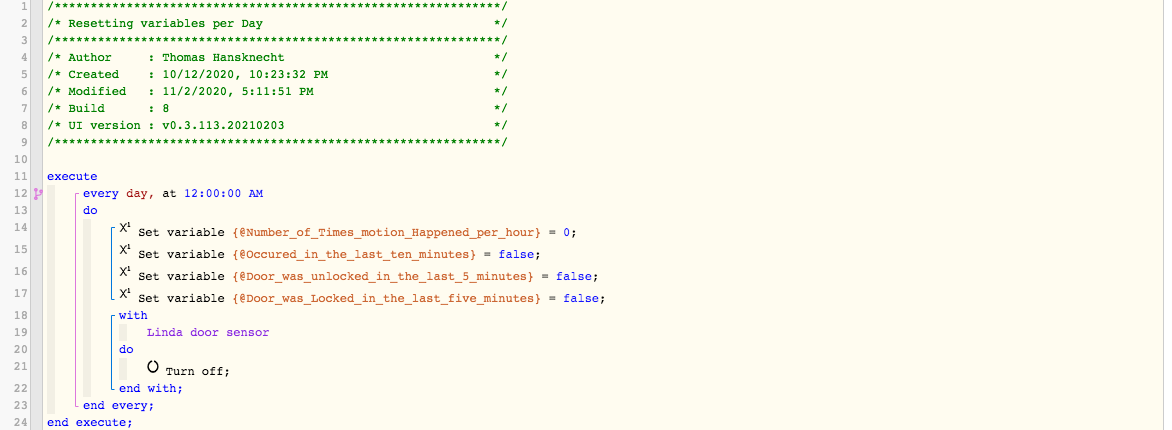 1 /**************************************************************/
2 /* Resetting variables per Day */
3 /**************************************************************/
4 /* Author : Thomas Hansknecht */
5 /* Created : 10/12/2020, 10:23:32 PM */
6 /* Modified : 11/2/2020, 5:11:51 PM */
7 /* Build : 8 */
8 /* UI version : v0.3.113.20210203 */
9 /**************************************************************/
10
11 execute
12 every day, at 12:00:00 AM
13 do
14 X¹ Set variable {@Number_of_Times_motion_Happened_per_hour} = 0;
15 X¹ Set variable {@Occured_in_the_last_ten_minutes} = false;
16 X¹ Set variable {@Door_was_unlocked_in_the_last_5_minutes} = false;
17 X¹ Set variable {@Door_was_Locked_in_the_last_five_minutes} = false;
18 with
19 Linda door sensor
20 do
21 Turn off;
22 end with;
23 end every;
24 end execute;